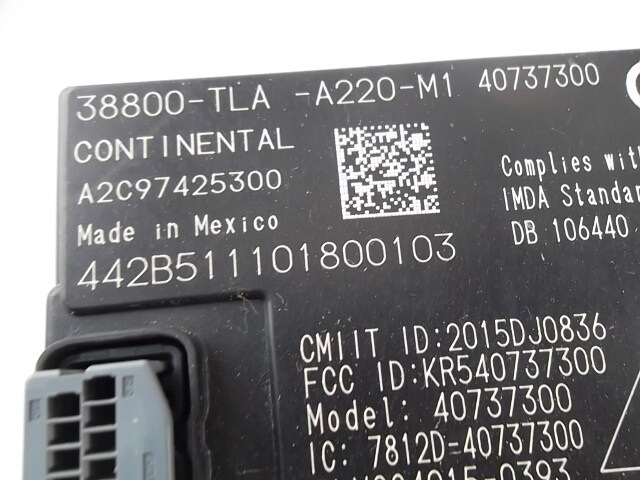 38800-TLA -A220-M1 40737300
CONTINENTAL
A2C97425300
Made in Mexico
442B511101800103
Complies with
IMDA Standa
DB 106440
CMIIT ID:2015DJ0836
FCC ID:KR540737300
Model: 40737300
IC: 7812D-40737300